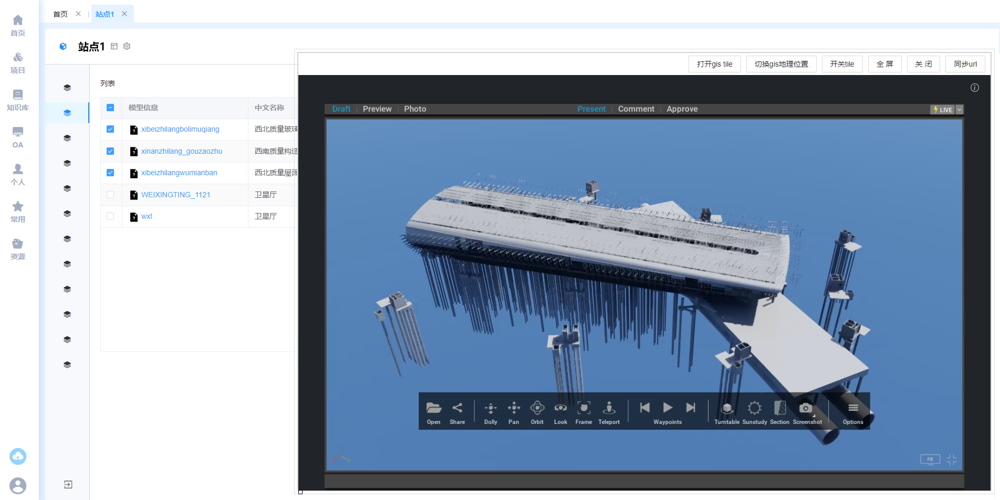 首页
项目
知识库
OA
个人
常用
资源
首页
站点1
站点1
列表
模型信息 中文名称
xibeizhilangbolimuqiang 西北质量玻璃
xinanzhilang_gouzaozhu 西南质量构造
xibeizhilangwumianban 西北质量屋面
WEIXINGTING_1121 卫星厅
wxt 卫星厅
打开gis tile 切换gis地理位置 开关tile 全 屏 关 闭 同步url
Draft Preview Photo Present Comment Approve LIVE
Open Share Dolly Pan Orbit Look Frame Teleport Waypoints Turntable Sunstudy Section Screenshot Options
Y
Fill